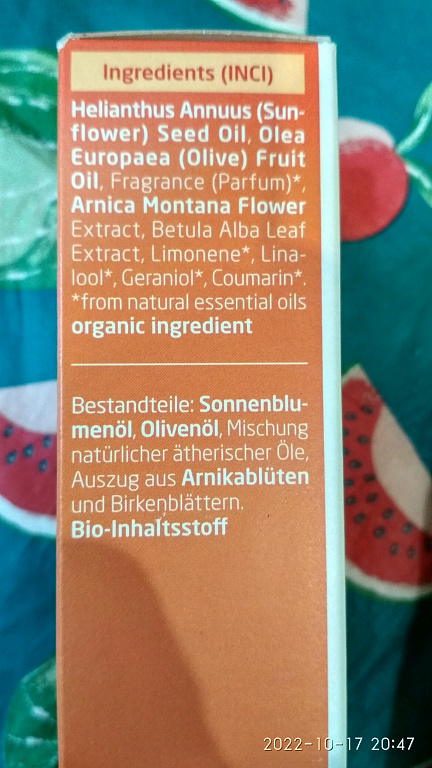 Ingredients (INCI)
Helianthus Annuus (Sun-
flower) Seed Oil, Olea
Europaea (Olive) Fruit
Oil, Fragrance (Parfum)*,
Arnica Montana Flower
Extract, Betula Alba Leaf
Extract, Limonene*, Lina-
lool*, Geraniol*, Coumarin*.
*from natural essential oils
organic ingredient
Bestandteile: Sonnenblu-
menöl, Olivenöl, Mischung
natürlicher ätherischer Öle,
Auszug aus Arnikablüten
und Birkenblättern.
Bio-Inhaltsstoff
2022-10-17 20:47